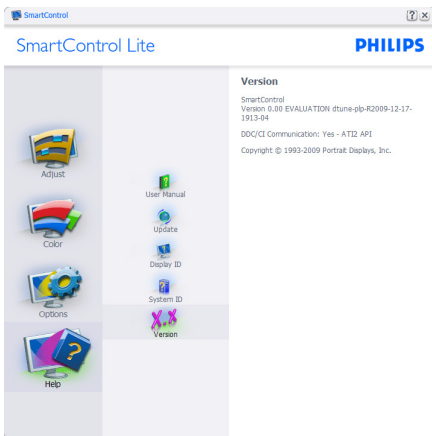 SmartControl
SmartControl Lite
PHILIPS
Adjust
Color
Options
Help
User Manual
Update
Display ID
System ID
X.X
Version
Version
SmartControl
Version 0.00 EVALUATION dtune-plp-R2009-12-17-
1913-04
DDC/CI Communication: Yes - ATI2 API
Copyright © 1993-2009 Portrait Displays, Inc.